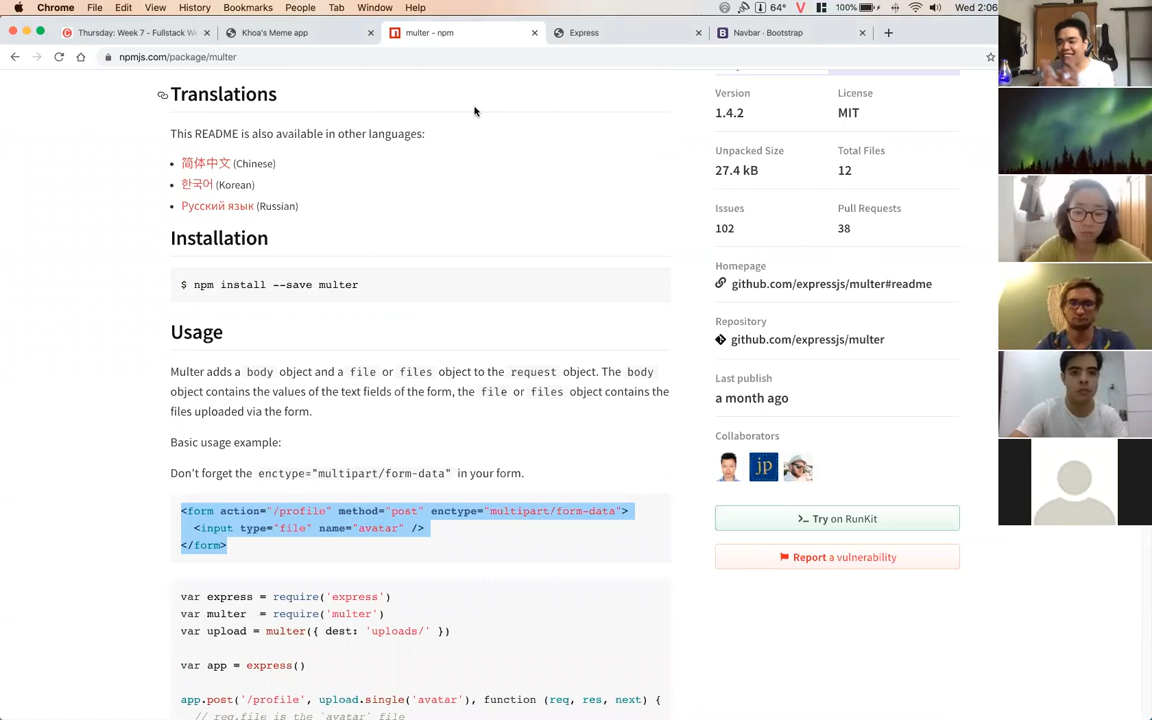 Chrome File Edit View History Bookmarks People Tab Window Help 64° 100% Wed 2:06
Thursday: Week 7 - Fullstack W
Khoa's Meme app
multer - npm
Express
Navbar · Bootstrap
npmjs.com/package/multer
Translations
This README is also available in other languages:
简体中文 (Chinese)
한국어 (Korean)
Русский язык (Russian)
Installation
$ npm install --save multer
Usage
Multer adds a body object and a file or files object to the request object. The body
object contains the values of the text fields of the form, the file or files object contains the
files uploaded via the form.
Basic usage example:
Don't forget the enctype="multipart/form-data" in your form.
<form action="/profile" method="post" enctype="multipart/form-data">
<input type="file" name="avatar" />
</form>
var express = require('express')
var multer  = require('multer')
var upload = multer({ dest: 'uploads/' })
var app = express()
app.post('/profile', upload.single('avatar'), function (req, res, next) {
// req.file is the `avatar` file
Version
License
1.4.2
MIT
Unpacked Size
Total Files
27.4 kB
12
Issues
Pull Requests
102
38
Homepage
github.com/expressjs/multer#readme
Repository
github.com/expressjs/multer
Last publish
a month ago
Collaborators
jp
Try on RunKit
Report a vulnerability